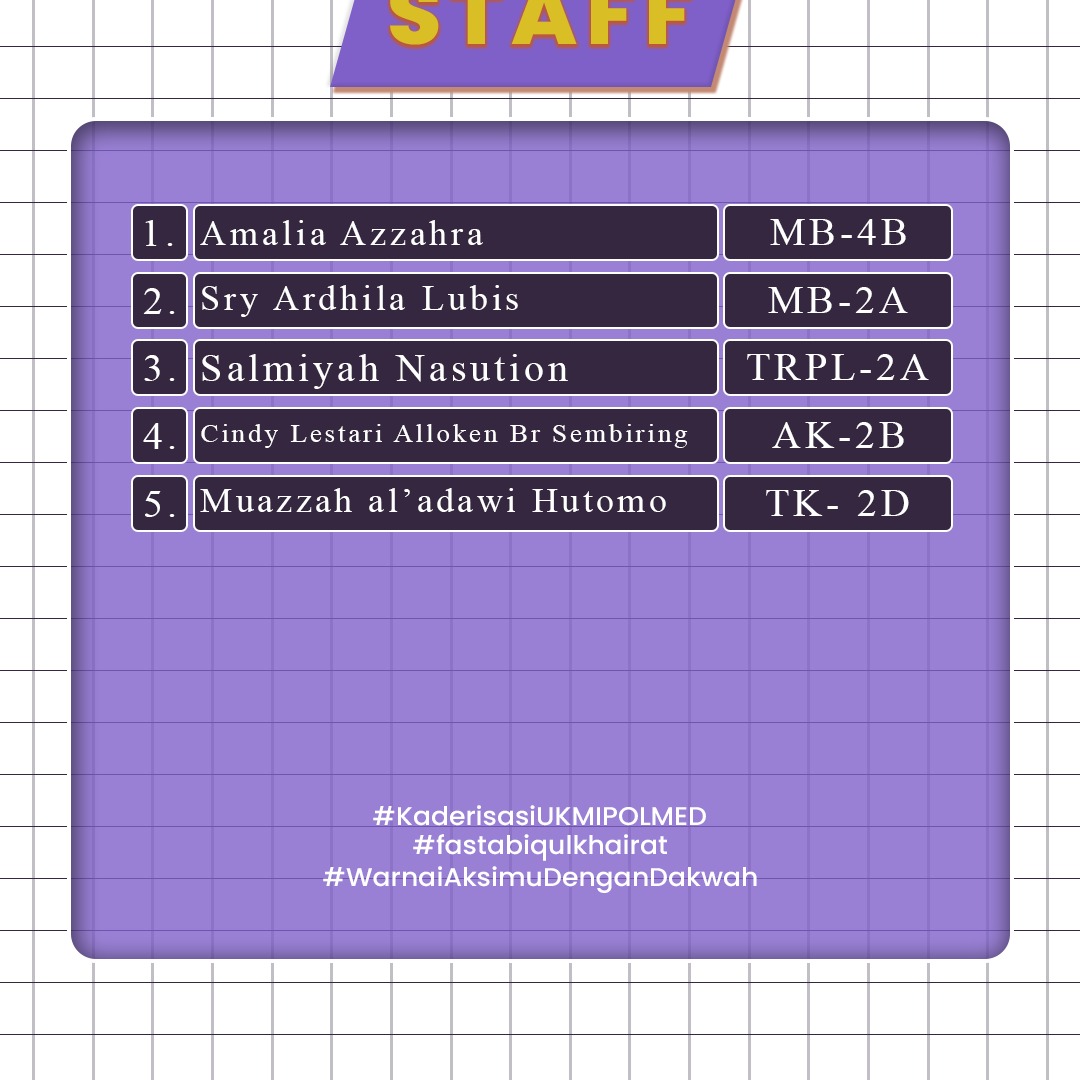 STAFF
1. Amalia Azzahra MB-4B
2. Sry Ardhila Lubis MB-2A
3. Salmiyah Nasution TRPL-2A
4. Cindy Lestari Alloken Br Sembiring AK-2B
5. Muazzah al’adawi Hutomo TK- 2D
#KaderisasiUKMIPOLMED
#fastabiqulkhairat
#WarnaiAksimuDenganDakwah